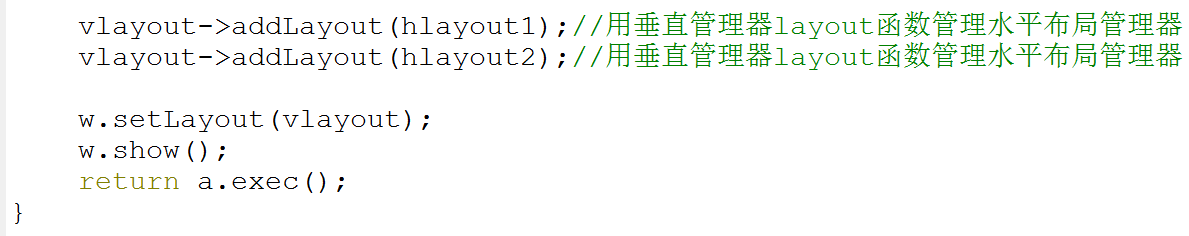 vlayout->addLayout(hlayout1);//用垂直管理器layout函数管理水平布局管理器
vlayout->addLayout(hlayout2);//用垂直管理器layout函数管理水平布局管理器
w.setLayout(vlayout);
w.show();
return a.exec();
}